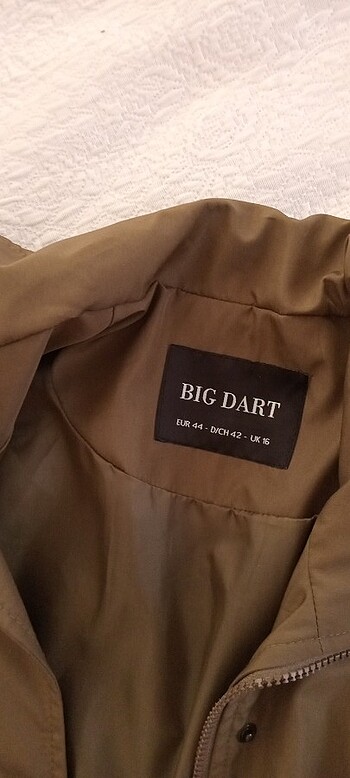 BIG DART
EUR 44 - D/CH 42 - UK 16